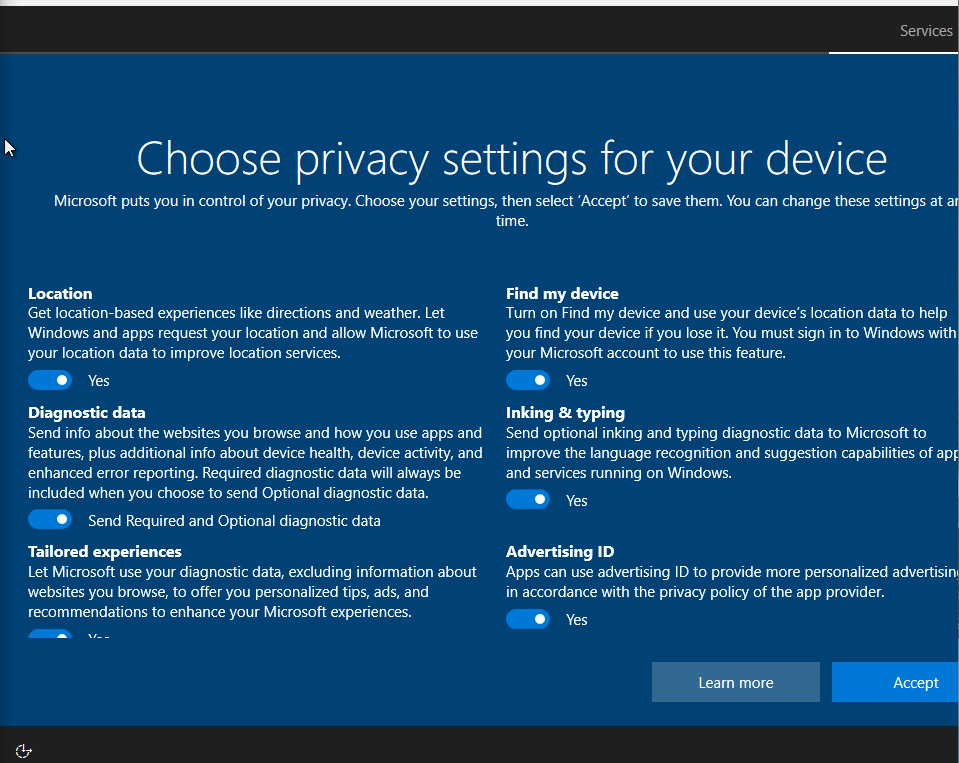 Services
Choose privacy settings for your device
Microsoft puts you in control of your privacy. Choose your settings, then select ‘Accept’ to save them. You can change these settings at
time.
Location
Get location-based experiences like directions and weather. Let
Windows and apps request your location and allow Microsoft to use
your location data to improve location services.
Yes
Find my device
Turn on Find my device and use your device’s location data to help
you find your device if you lose it. You must sign in to Windows with
your Microsoft account to use this feature.
Yes
Diagnostic data
Send info about the websites you browse and how you use apps and
features, plus additional info about device health, device activity, and
enhanced error reporting. Required diagnostic data will always be
included when you choose to send Optional diagnostic data.
Send Required and Optional diagnostic data
Inking & typing
Send optional inking and typing diagnostic data to Microsoft to
improve the language recognition and suggestion capabilities of
and services running on Windows.
Yes
Tailored experiences
Let Microsoft use your diagnostic data, excluding information about
websites you browse, to offer you personalized tips, ads, and
recommendations to enhance your Microsoft experiences.
Advertising ID
Apps can use advertising ID to provide more personalized advertising
in accordance with the privacy policy of the app provider.
Yes
Learn more
Accept